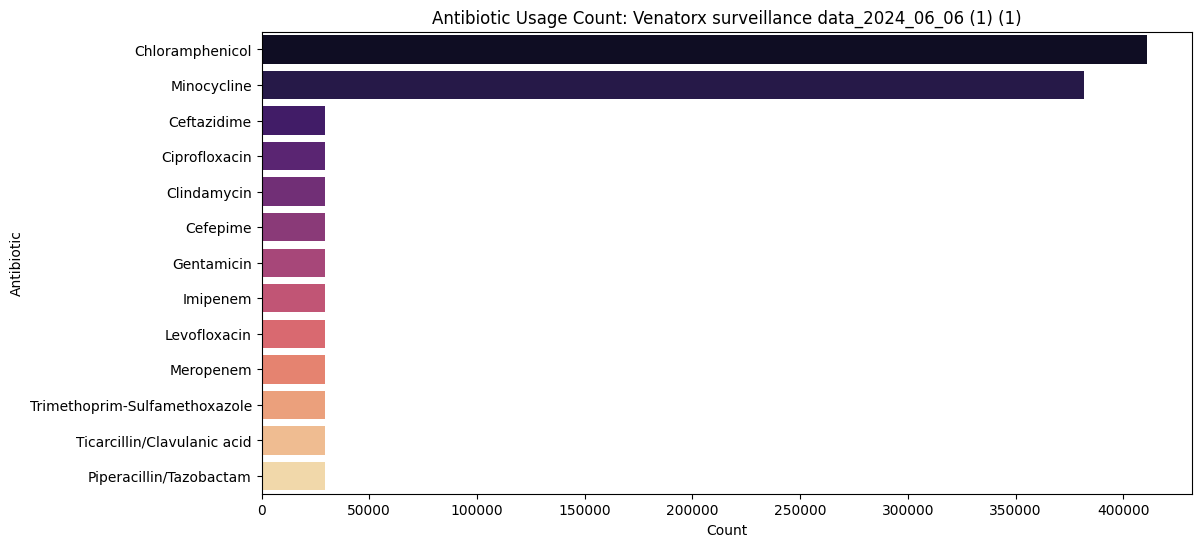 Antibiotic Usage Count: Venatorx surveillance data_2024_06_06 (1) (1)
Antibiotic
Chloramphenicol
Minocycline
Ceftazidime
Ciprofloxacin
Clindamycin
Cefepime
Gentamicin
Imipenem
Levofloxacin
Meropenem
Trimethoprim-Sulfamethoxazole
Ticarcillin/Clavulanic acid
Piperacillin/Tazobactam
0 50000 100000 150000 200000 250000 300000 350000 400000
Count